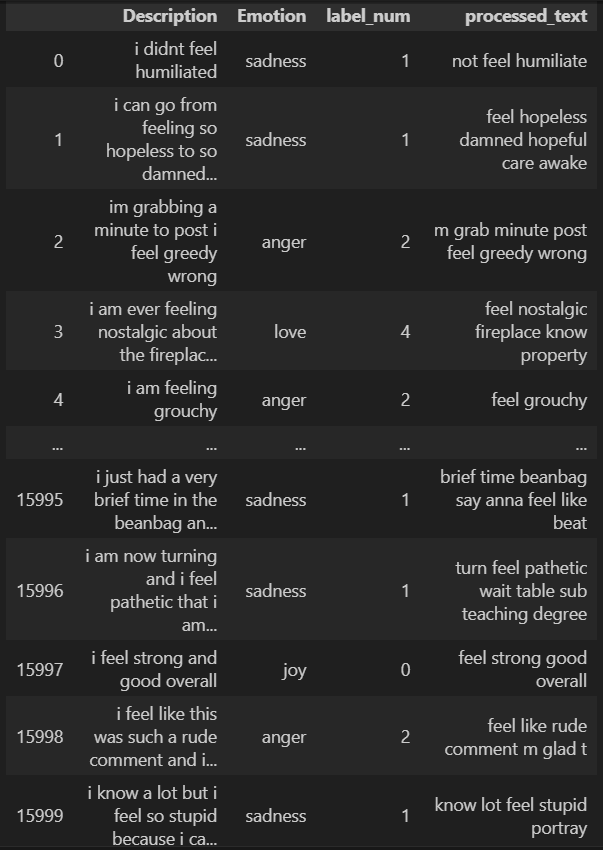 Description Emotion label_num processed_text
0 i didnt feel humiliated sadness 1 not feel humiliate
1 i can go from feeling so hopeless to so damned... sadness 1 feel hopeless damned hopeful care awake
2 im grabbing a minute to post i feel greedy wrong anger 2 m grab minute post feel greedy wrong
3 i am ever feeling nostalgic about the fireplac... love 4 feel nostalgic fireplace know property
4 i am feeling grouchy anger 2 feel grouchy
... ... ... ... ...
15995 i just had a very brief time in the beanbag an... sadness 1 brief time beanbag say anna feel like beat
15996 i am now turning and i feel pathetic that i am... sadness 1 turn feel pathetic wait table sub teaching degree
15997 i feel strong and good overall joy 0 feel strong good overall
15998 i feel like this was such a rude comment and i... anger 2 feel like rude comment m glad t
15999 i know a lot but i feel so stupid because i ca... sadness 1 know lot feel stupid portray